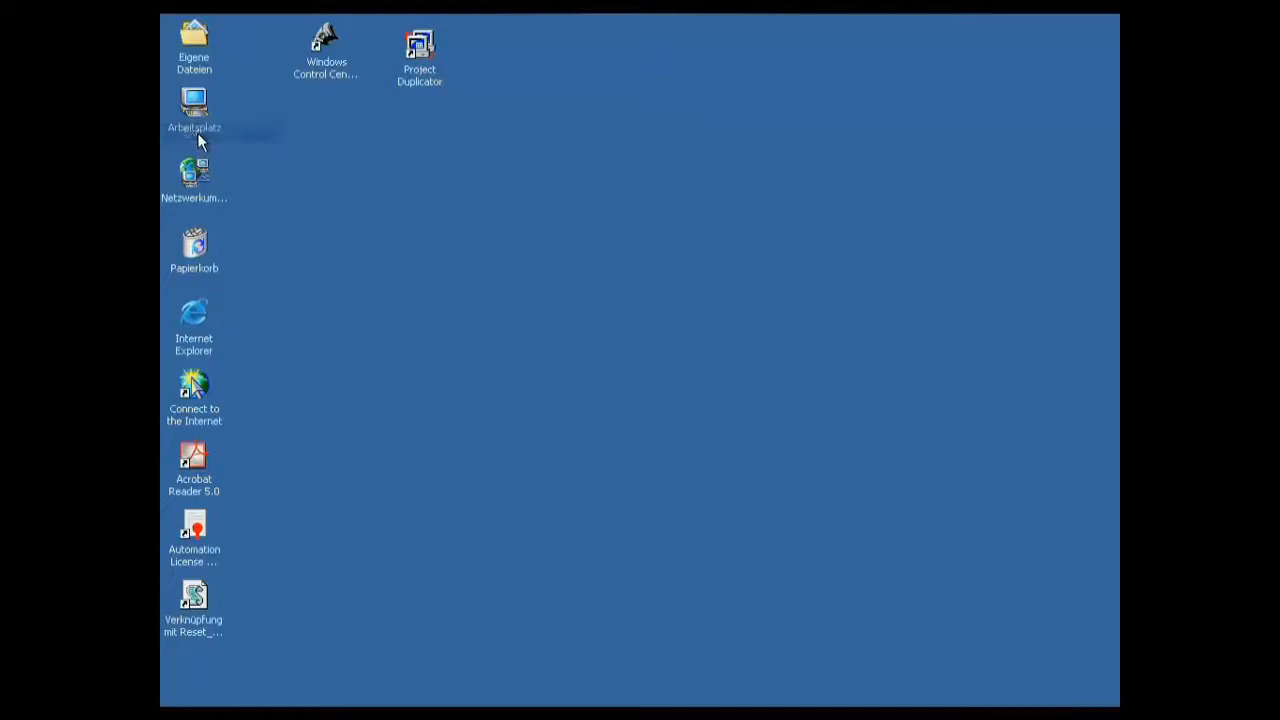 Eigene
Dateien
Windows
Control Cen...
Project
Duplicator
Arbeitsplatz
Netzwerkum...
Papierkorb
Internet
Explorer
Connect to
the Internet
Acrobat
Reader 5.0
Automation
License ...
Verknüpfung
mit Reset_...